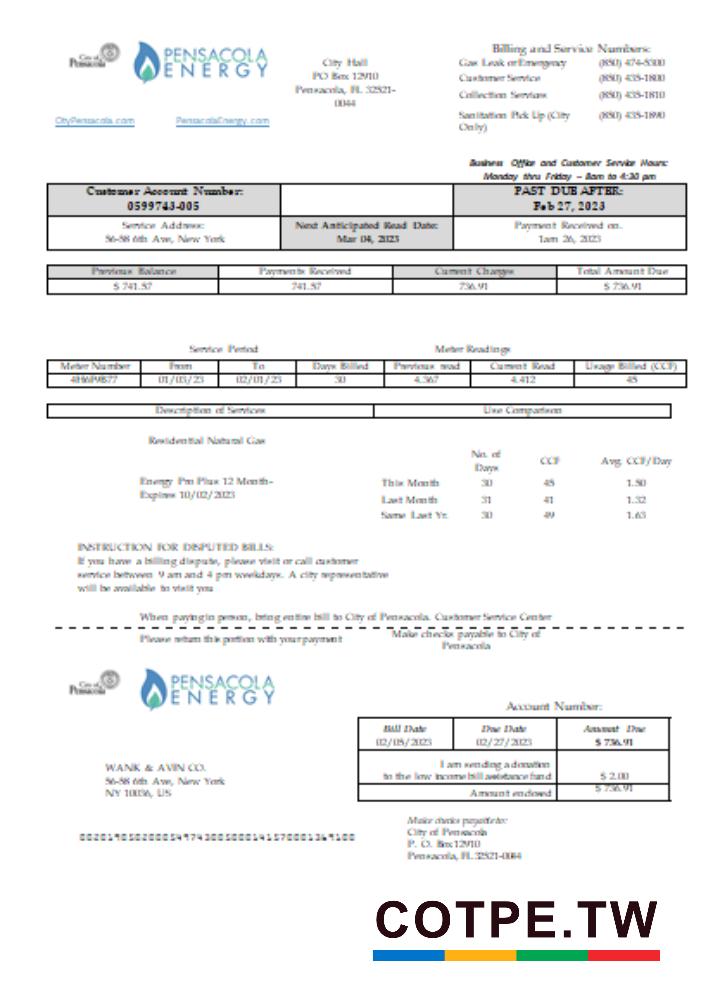 City of
Pensacola
PENSACOLA
ENERGY
City Hall
PO Box 12910
Pensacola, FL 32521-
0044
Billing and Service Numbers:
Gas Leak or Emergency (850) 474-5300
Customer Service (850) 435-1800
Collection Services (850) 435-1810
Sanitation Pick Up (City (850) 435-1890
Only)
CityPensacola.com PensacolaEnergy.com
Business Office and Customer Service Hours:
Monday thru Friday – 8am to 4:30 pm
Customer Account Number: PAST DUE AFTER:
0599743-005 Feb 27, 2023
Service Address: Next Anticipated Read Date: Payment Received on.
56-58 6th Ave, New York Mar 04, 2023 26, 2023
Previous Balance Payments Received Current Charges Total Amount Due
$ 741.57 741.57 736.91 $ 736.91
Service Period Meter Readings
Meter Number From To Days Billed Previous read Current Read Usage Billed (CCF)
01/03/23 02/01/23 30 4.367 4.412 45
Description of Services Use Comparison
Residential Natural Gas
No. of
Days CCF Avg. CCF/Day
Energy Pro Plus 12 Month-
Expires 10/02/2023
This Month 30 45 1.50
Last Month 31 41 1.32
Same Last Yr. 30 49 1.63
INSTRUCTION FOR DISPUTED BILLS:
If you have a billing dispute, please visit or call customer
service between 9 am and 4 pm weekdays. A city representative
will be available to visit you
When paying in person, bring entire bill to City of Pensacola. Customer Service Center
Please return this portion with your payment
Make checks payable to City of
Pensacola
City of
Pensacola
PENSACOLA
ENERGY
Account Number:
Bill Date Due Date Amount Due
02/05/2023 02/27/2023 $ 736.91
I am sending a donation
to the low income bill assistance fund $ 2.00
Amount enclosed $ 736.91
WANK & AVIN CO.
56-58 6th Ave, New York
NY 10036, US
Make checks payable to:
City of Pensacola
P. O. Box 12910
Pensacola, FL 32521-0044
COTPE.TW